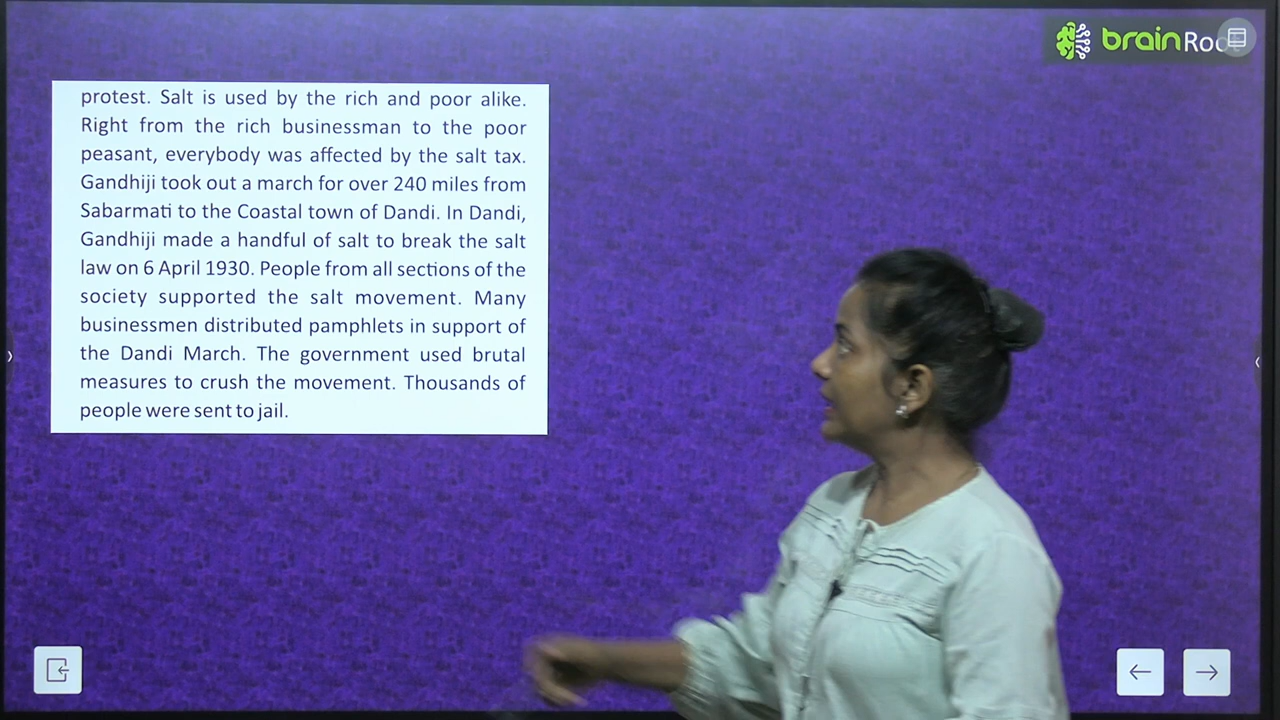 brainRoo
protest. Salt is used by the rich and poor alike.
Right from the rich businessman to the poor
peasant, everybody was affected by the salt tax.
Gandhiji took out a march for over 240 miles from
Sabarmati to the Coastal town of Dandi. In Dandi,
Gandhiji made a handful of salt to break the salt
law on 6 April 1930. People from all sections of the
society supported the salt movement. Many
businessmen distributed pamphlets in support of
the Dandi March. The government used brutal
measures to crush the movement. Thousands of
people were sent to jail.